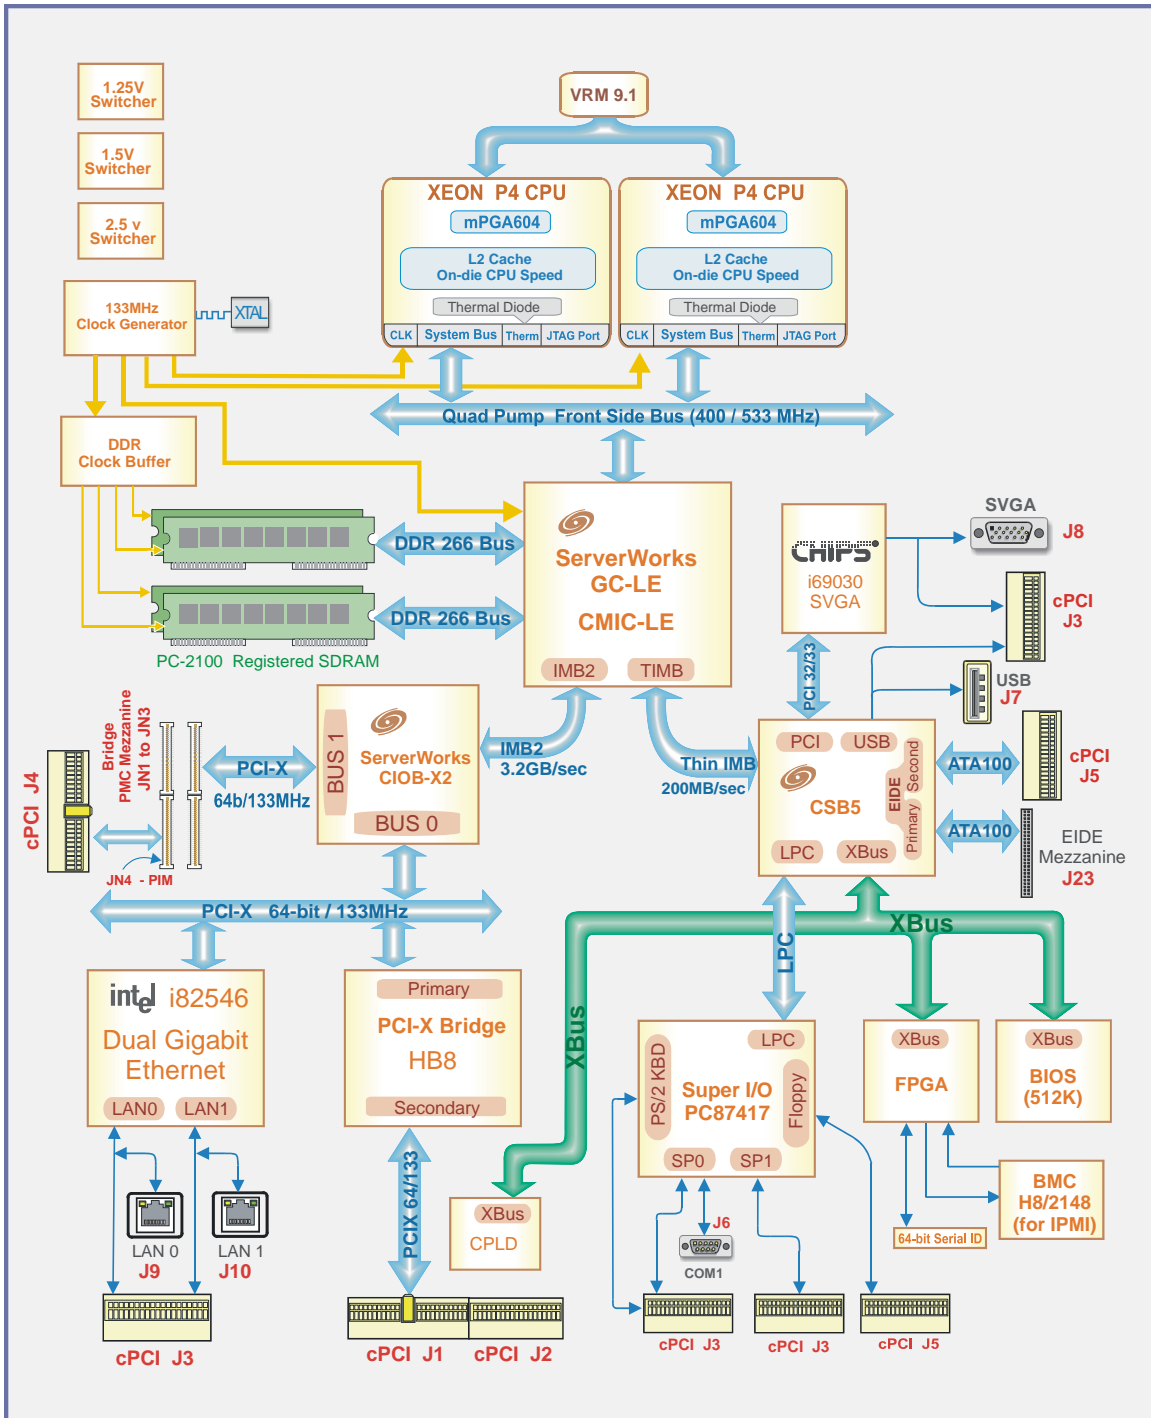 1.25V
Switcher
1.5V
Switcher
2.5 v
Switcher
VRM 9.1
XEON P4 CPU
mPGA604
L2 Cache
On-die CPU Speed
Thermal Diode
CLK
System Bus
Therm
JTAG Port
XEON P4 CPU
mPGA604
L2 Cache
On-die CPU Speed
Thermal Diode
CLK
System Bus
Therm
JTAG Port
133MHz
Clock Generator
XTAL
Quad Pump Front Side Bus (400 / 533 MHz)
DDR
Clock Buffer
DDR 266 Bus
DDR 266 Bus
PC-2100 Registered SDRAM
ServerWorks
GC-LE
CMIC-LE
IMB2
TIMB
CHIPS
i69030
SVGA
SVGA
J8
cPCI
J3
USB
J7
PCI 32/33
Bridge
PMC Mezzanine
JN1 to JN3
cPCI J4
JN4 - PIM
PCI-X
64b/133MHz
BUS 1
ServerWorks
CIOB-X2
BUS 0
IMB2
3.2GB/sec
Thin IMB
200MB/sec
PCI
USB
CSB5
EIDE
Second
Primary
LPC
XBus
ATA100
cPCI
J5
ATA100
EIDE
Mezzanine
J23
PCI-X 64-bit / 133MHz
XBus
LPC
XBus
intel i82546
Dual Gigabit
Ethernet
LAN0
LAN1
Primary
PCI-X Bridge
HB8
Secondary
PCIX 64/133
LAN 0
J9
LAN 1
J10
cPCI J3
cPCI J1
cPCI J2
XBus
CPLD
PS/2 KBD
LPC
Super I/O
PC87417
Floppy
SP0
SP1
J6
COM1
cPCI J3
cPCI J3
cPCI J5
XBus
FPGA
XBus
BIOS
(512K)
BMC
H8/2148
(for IPMI)
64-bit Serial ID